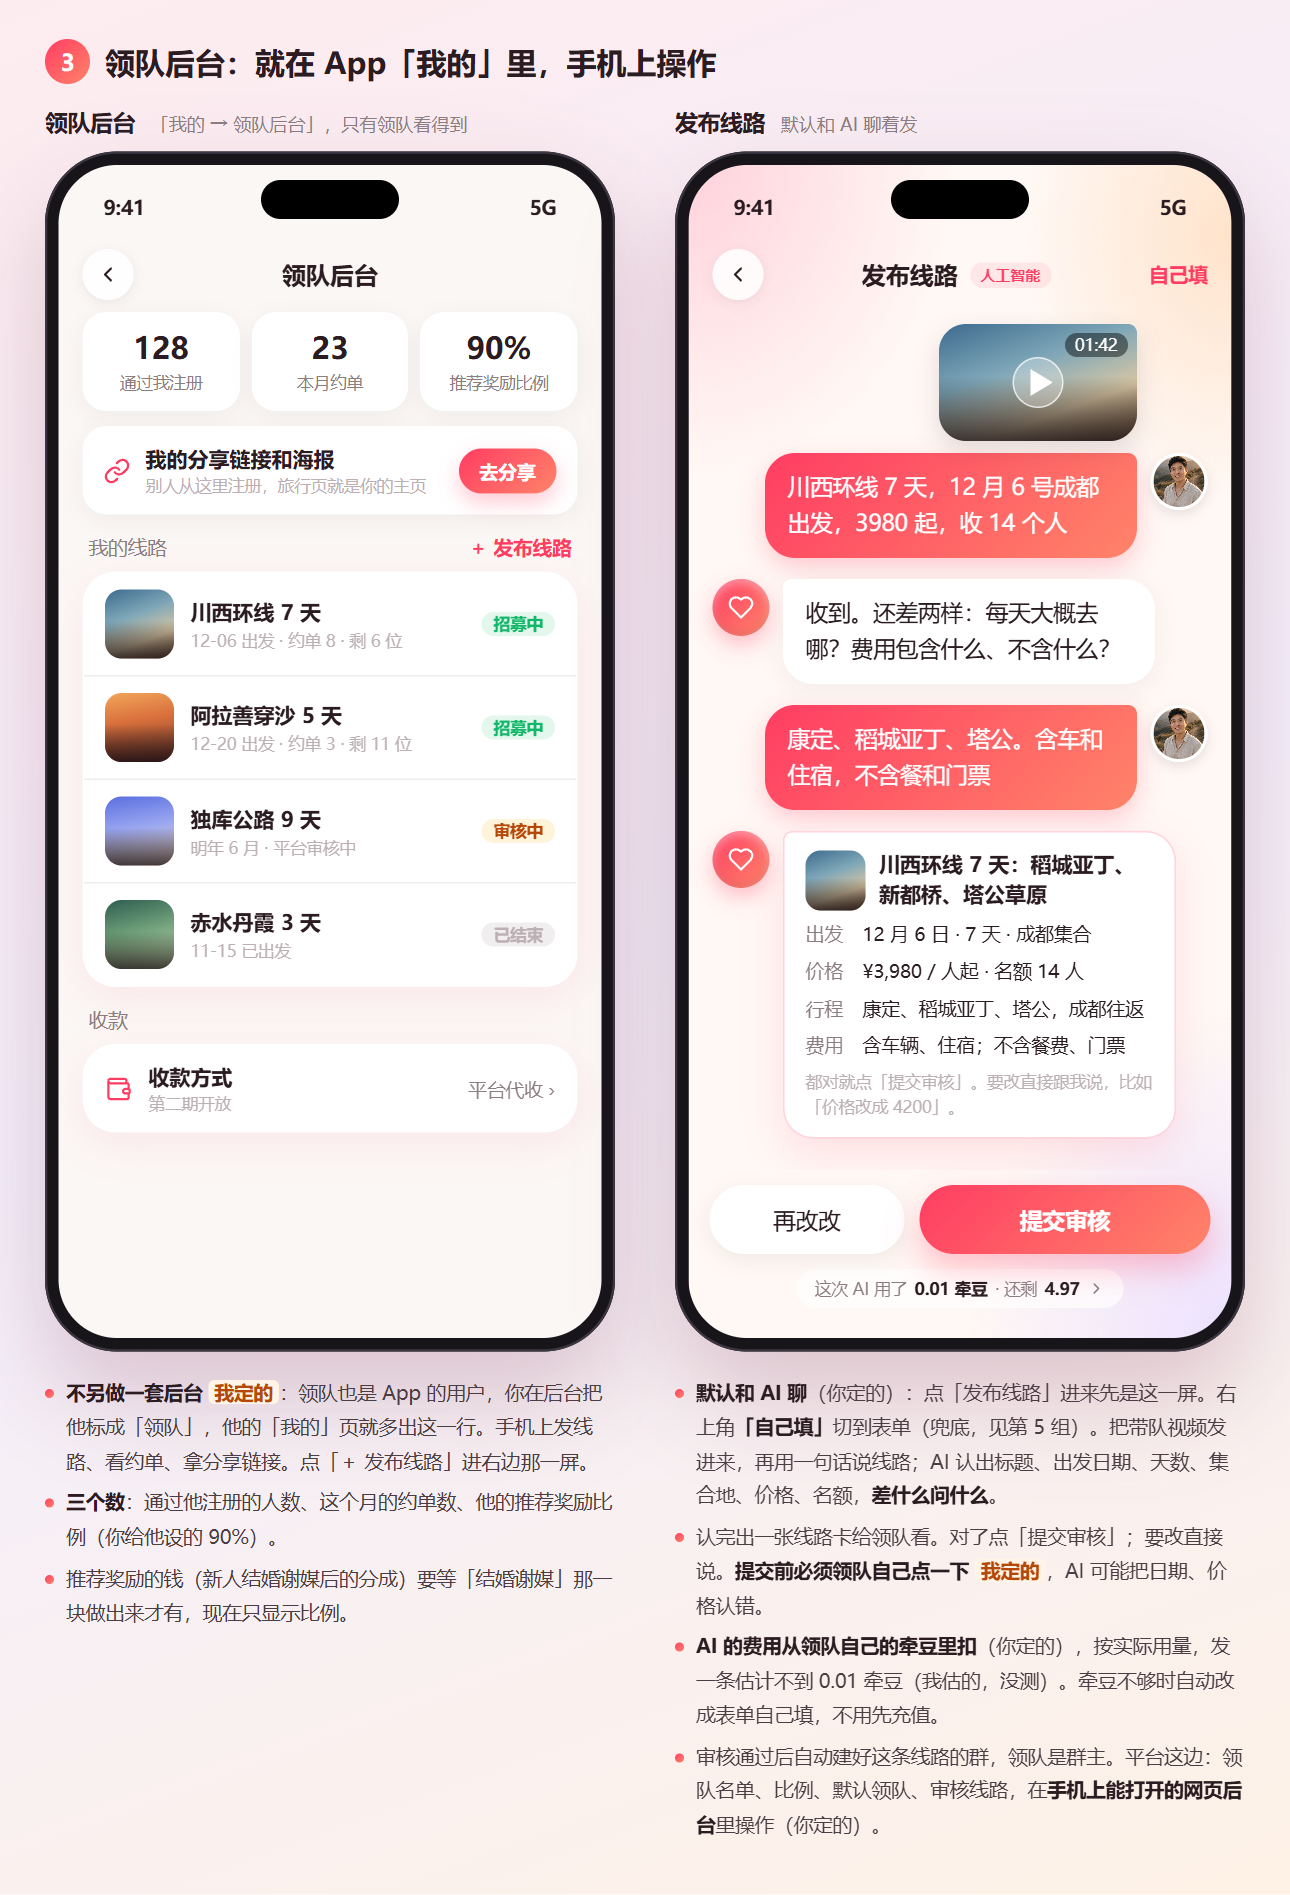 3 领队后台：就在 App「我的」里，手机上操作
领队后台 「我的 → 领队后台」，只有领队看得到
9:41 5G
领队后台
128 23 90%
通过我注册 本月约单 推荐奖励比例
我的分享链接和海报
别人从这里注册，旅行页就是你的主页
去分享
我的线路 + 发布线路
川西环线 7 天
12-06 出发 · 约单 8 · 剩 6 位
招募中
阿拉善穿沙 5 天
12-20 出发 · 约单 3 · 剩 11 位
招募中
独库公路 9 天
明年 6 月 · 平台审核中
审核中
赤水丹霞 3 天
11-15 已出发
已结束
收款
收款方式
第二期开放
平台代收 ›
不另做一套后台 我定的：领队也是 App 的用户，你在后台把
他标成「领队」，他的「我的」页就多出这一行。手机上发线
路、看约单、拿分享链接。点「+ 发布线路」进右边那一屏。
三个数：通过他注册的人数、这个月的约单数、他的推荐奖励比
例（你给他设的 90%）。
推荐奖励的钱（新人结婚谢媒后的分成）要等「结婚谢媒」那一
块做出来才有，现在只显示比例。
发布线路 默认和 AI 聊着发
9:41 5G
发布线路 人工智能 自己填
01:42
川西环线 7 天，12 月 6 号成都
出发，3980 起，收 14 个人
收到。还差两样：每天大概去
哪？费用包含什么、不含什么？
康定、稻城亚丁、塔公。含车和
住宿，不含餐和门票
川西环线 7 天：稻城亚丁、
新都桥、塔公草原
出发 12 月 6 日 · 7 天 · 成都集合
价格 ¥3,980 / 人起 · 名额 14 人
行程 康定、稻城亚丁、塔公，成都往返
费用 含车辆、住宿；不含餐费、门票
都对就点「提交审核」。要改直接跟我说，比如
「价格改成 4200」。
再改改 提交审核
这次 AI 用了 0.01 牵豆 · 还剩 4.97 ›
默认和 AI 聊（你定的）：点「发布线路」进来先是这一屏。右
上角「自己填」切到表单（兜底，见第 5 组）。把带队视频发
进来，再用一句话说线路；AI 认出标题、出发日期、天数、集
合地、价格、名额，差什么问什么。
认完出一张线路卡给领队看。对了点「提交审核」；要改直接
说。提交前必须领队自己点一下 我定的，AI 可能把日期、价
格认错。
AI 的费用从领队自己的牵豆里扣（你定的），按实际用量，发
一条估计不到 0.01 牵豆（我估的，没测）。牵豆不够时自动改
成表单自己填，不用先充值。
审核通过后自动建好这条线路的群，领队是群主。平台这边：领
队名单、比例、默认领队、审核线路，在手机上能打开的网页后
台里操作（你定的）。